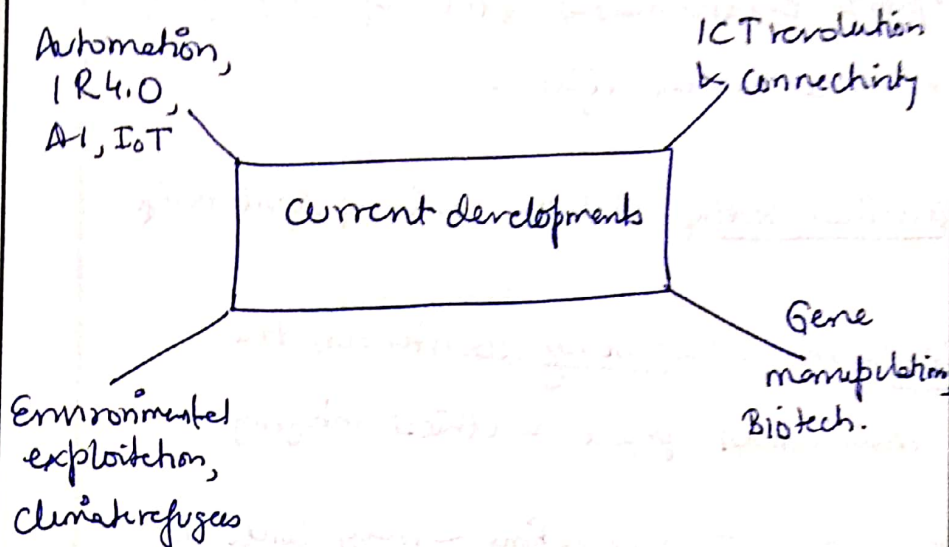 Automation,
IR4.0,
AI, IoT
ICT revolution
& Connectivity
Current developments
Environmental
exploitation,
climate refugees
Gene
manipulation,
Biotech.